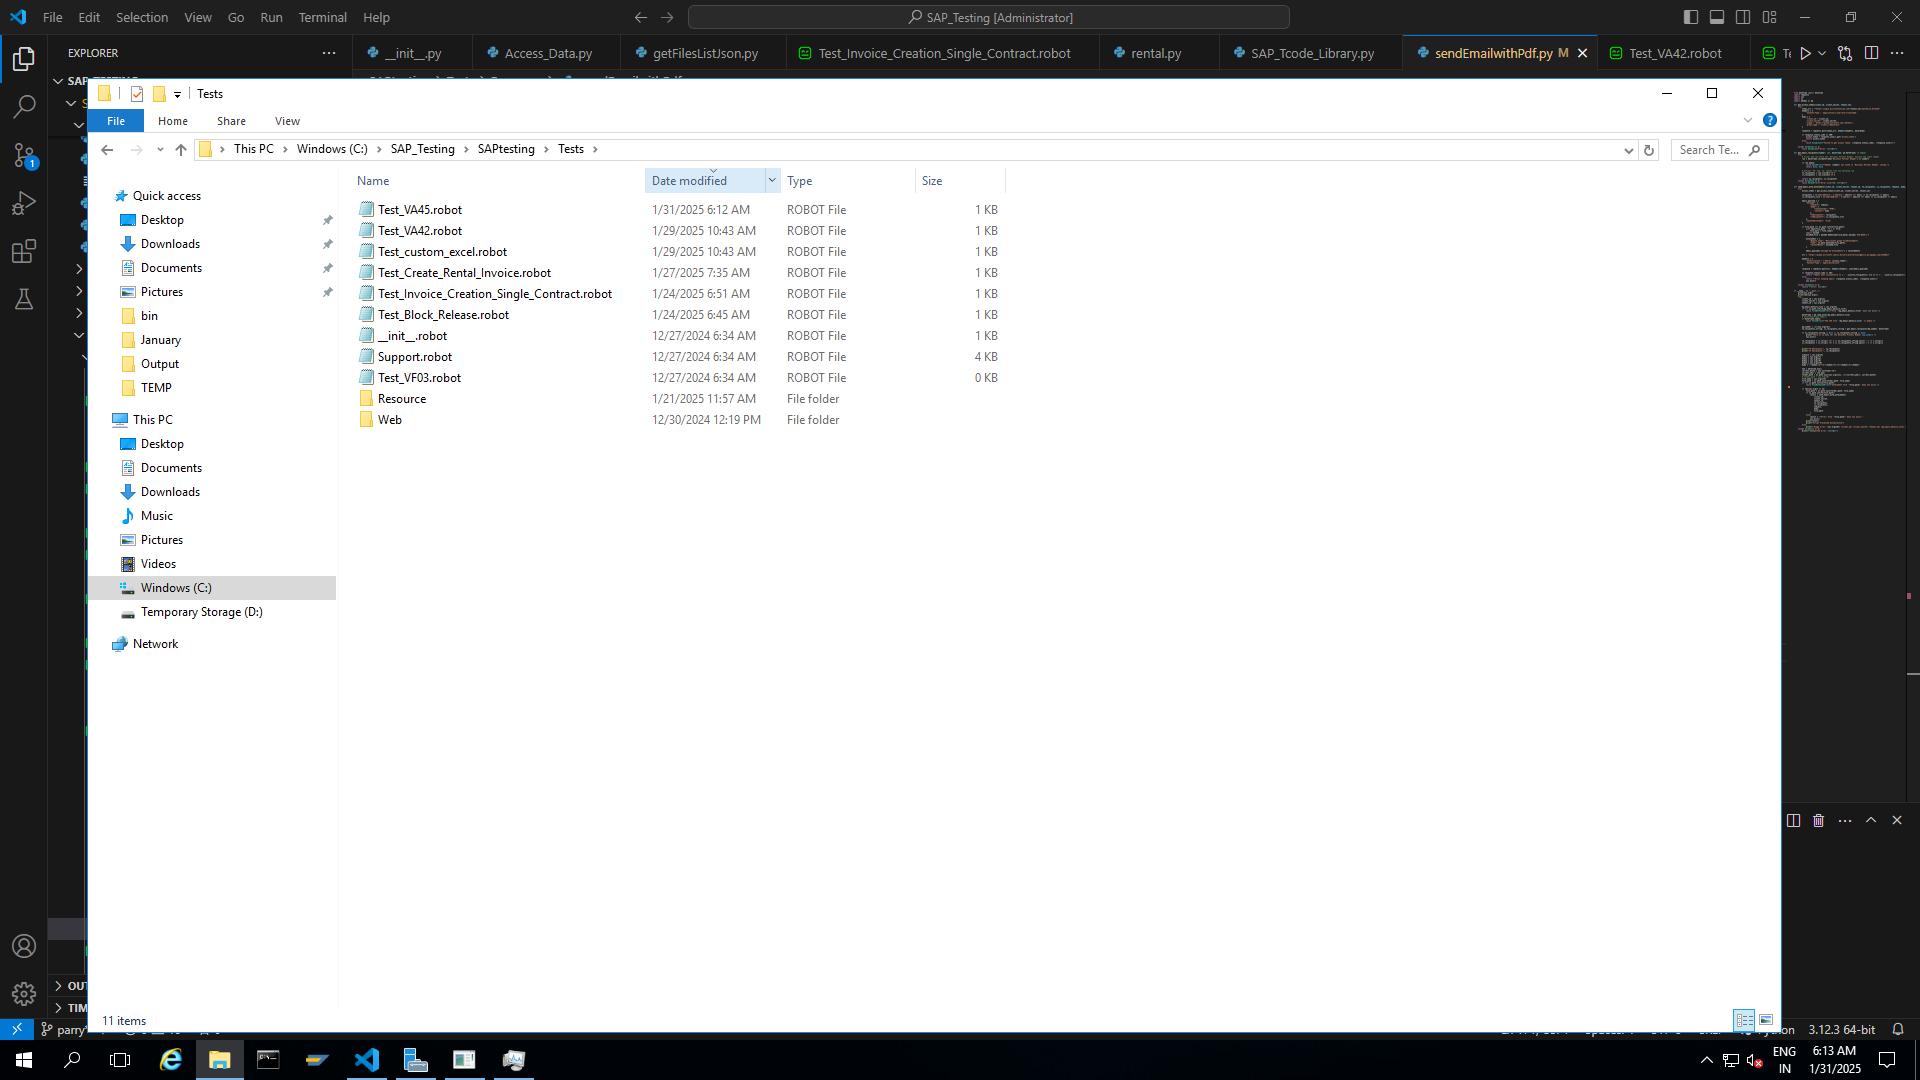 File Edit Selection View Go Run Terminal Help
SAP_Testing [Administrator]
EXPLORER
__init__.py
Access_Data.py
getFilesListJson.py
Test_Invoice_Creation_Single_Contract.robot
rental.py
SAP_Tcode_Library.py
sendEmailwithPdf.py M
Test_VA42.robot
Tests
File Home Share View
This PC > Windows (C:) > SAP_Testing > SAPtesting > Tests >
Search Te...
Name Date modified Type Size
Test_VA45.robot 1/31/2025 6:12 AM ROBOT File 1 KB
Test_VA42.robot 1/29/2025 10:43 AM ROBOT File 1 KB
Test_custom_excel.robot 1/29/2025 10:43 AM ROBOT File 1 KB
Test_Create_Rental_Invoice.robot 1/27/2025 7:35 AM ROBOT File 1 KB
Test_Invoice_Creation_Single_Contract.robot 1/24/2025 6:51 AM ROBOT File 1 KB
Test_Block_Release.robot 1/24/2025 6:45 AM ROBOT File 1 KB
__init__.robot 12/27/2024 6:34 AM ROBOT File 1 KB
Support.robot 12/27/2024 6:34 AM ROBOT File 4 KB
Test_VF03.robot 12/27/2024 6:34 AM ROBOT File 0 KB
Resource 1/21/2025 11:57 AM File folder
Web 12/30/2024 12:19 PM File folder
Quick access
Desktop
Downloads
Documents
Pictures
bin
January
Output
TEMP
This PC
Desktop
Documents
Downloads
Music
Pictures
Videos
Windows (C:)
Temporary Storage (D:)
Network
11 items
1
OUT
TIM
parry
3.12.3 64-bit
ENG
IN
6:13 AM
1/31/2025